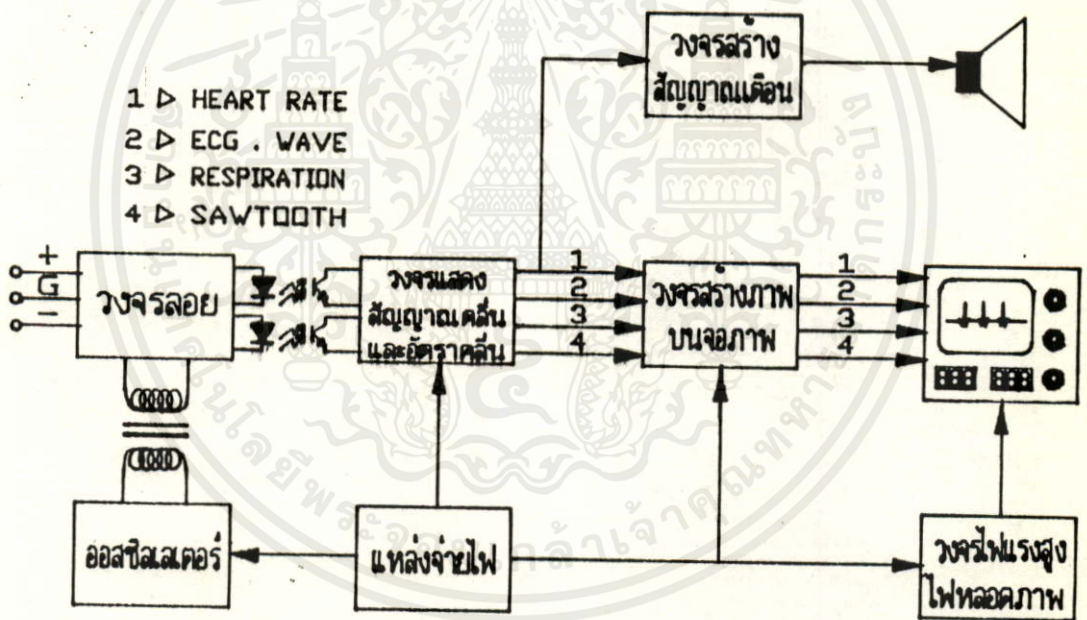 วงจรสร้าง
สัญญาณเตือน
1 ▷ HEART RATE
2 ▷ ECG . WAVE
3 ▷ RESPIRATION
4 ▷ SAWTOOTH
+
G
-
วงจรลอย
วงจรแสดง
สัญญาณคลื่น
และอัตราคลื่น
1
2
3
4
วงจรสร้างภาพ
บนจอภาพ
1
2
3
4
ออสซิลเลเตอร์
แหล่งจ่ายไฟ
วงจรไฟแรงสูง
ไฟหลอดภาพ